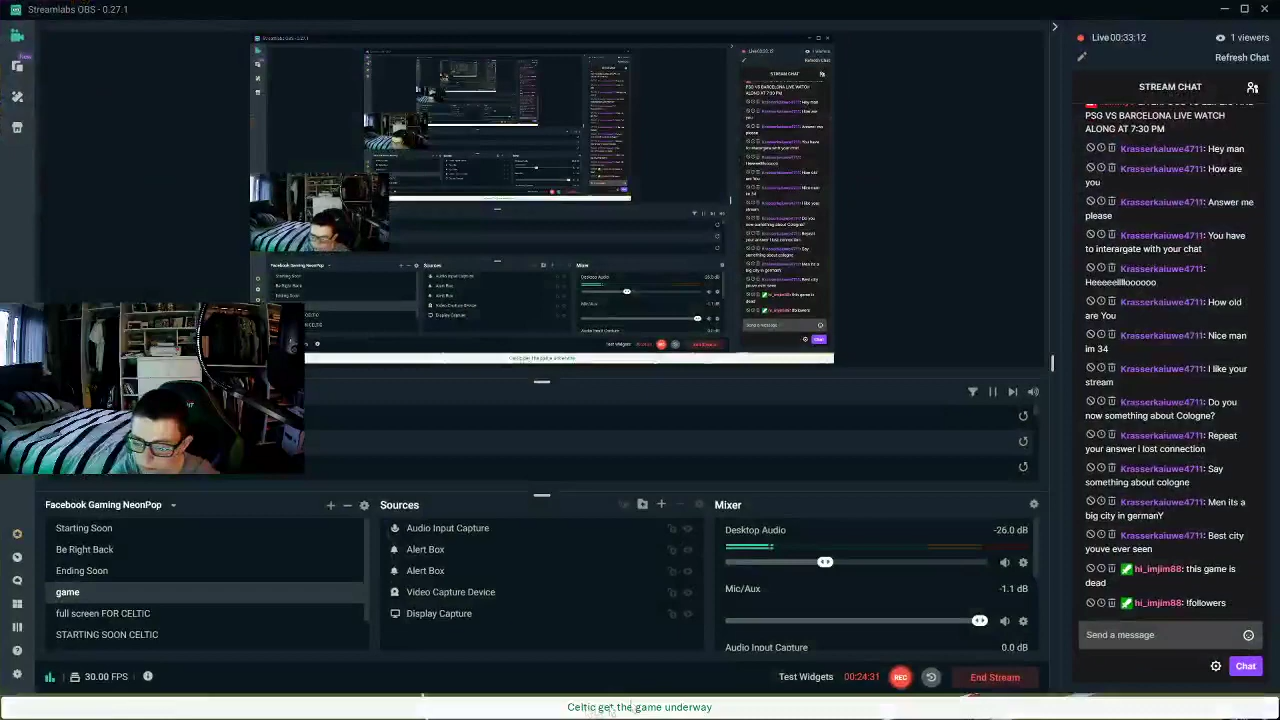 Streamlabs OBS - 0.27.1
New
Live 00:33:12
1 viewers
Refresh Chat
STREAM CHAT
PSG VS BARCELONA LIVE WATCH
ALONG AT 7:30 PM
Krasserkaiuwe4711: Hey man
Krasserkaiuwe4711: How are
you
Krasserkaiuwe4711: Answer me
please
Krasserkaiuwe4711: You have
to interargate with your chat
Krasserkaiuwe4711:
Heeeelllloooooo
Krasserkaiuwe4711: How old
are You
Krasserkaiuwe4711: Nice man
im 34
Krasserkaiuwe4711: I like your
stream
Krasserkaiuwe4711: Do you
now something about Cologne?
Krasserkaiuwe4711: Repeat
your answer i lost connection
Krasserkaiuwe4711: Say
something about cologne
Krasserkaiuwe4711: Men its a
big city in germanY
Krasserkaiuwe4711: Best city
youve ever seen
hi_imjim88: this game is
dead
hi_imjim88: !followers
Send a message
Chat
Facebook Gaming NeonPop
Starting Soon
Be Right Back
Ending Soon
game
full screen FOR CELTIC
STARTING SOON CELTIC
Sources
Audio Input Capture
Alert Box
Alert Box
Video Capture Device
Display Capture
Mixer
Desktop Audio
-26.0 dB
Mic/Aux
-1.1 dB
Audio Input Capture
0.0 dB
30.00 FPS
Test Widgets
00:24:31
REC
End Stream
Celtic get the game underway